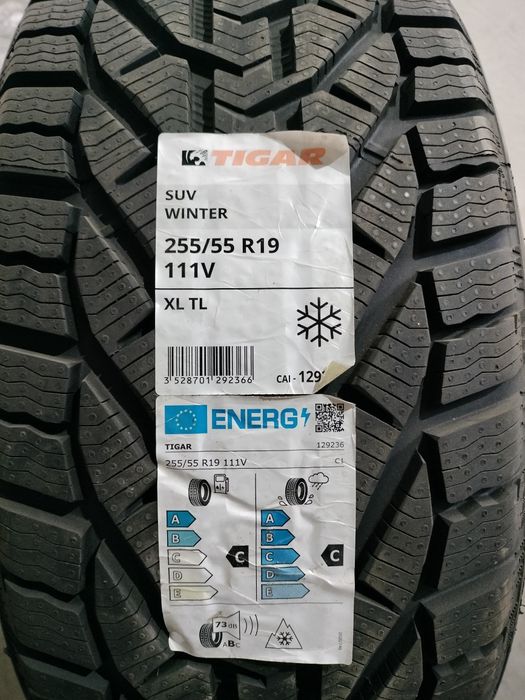 TIGAR
SUV
WINTER
255/55 R19
111V
XL TL
3 528701 292366
CAI - 129
ENERG
TIGAR 129236
255/55 R19 111V C1
A A
B B
C C C C
D D
E E
73 dB
ABC